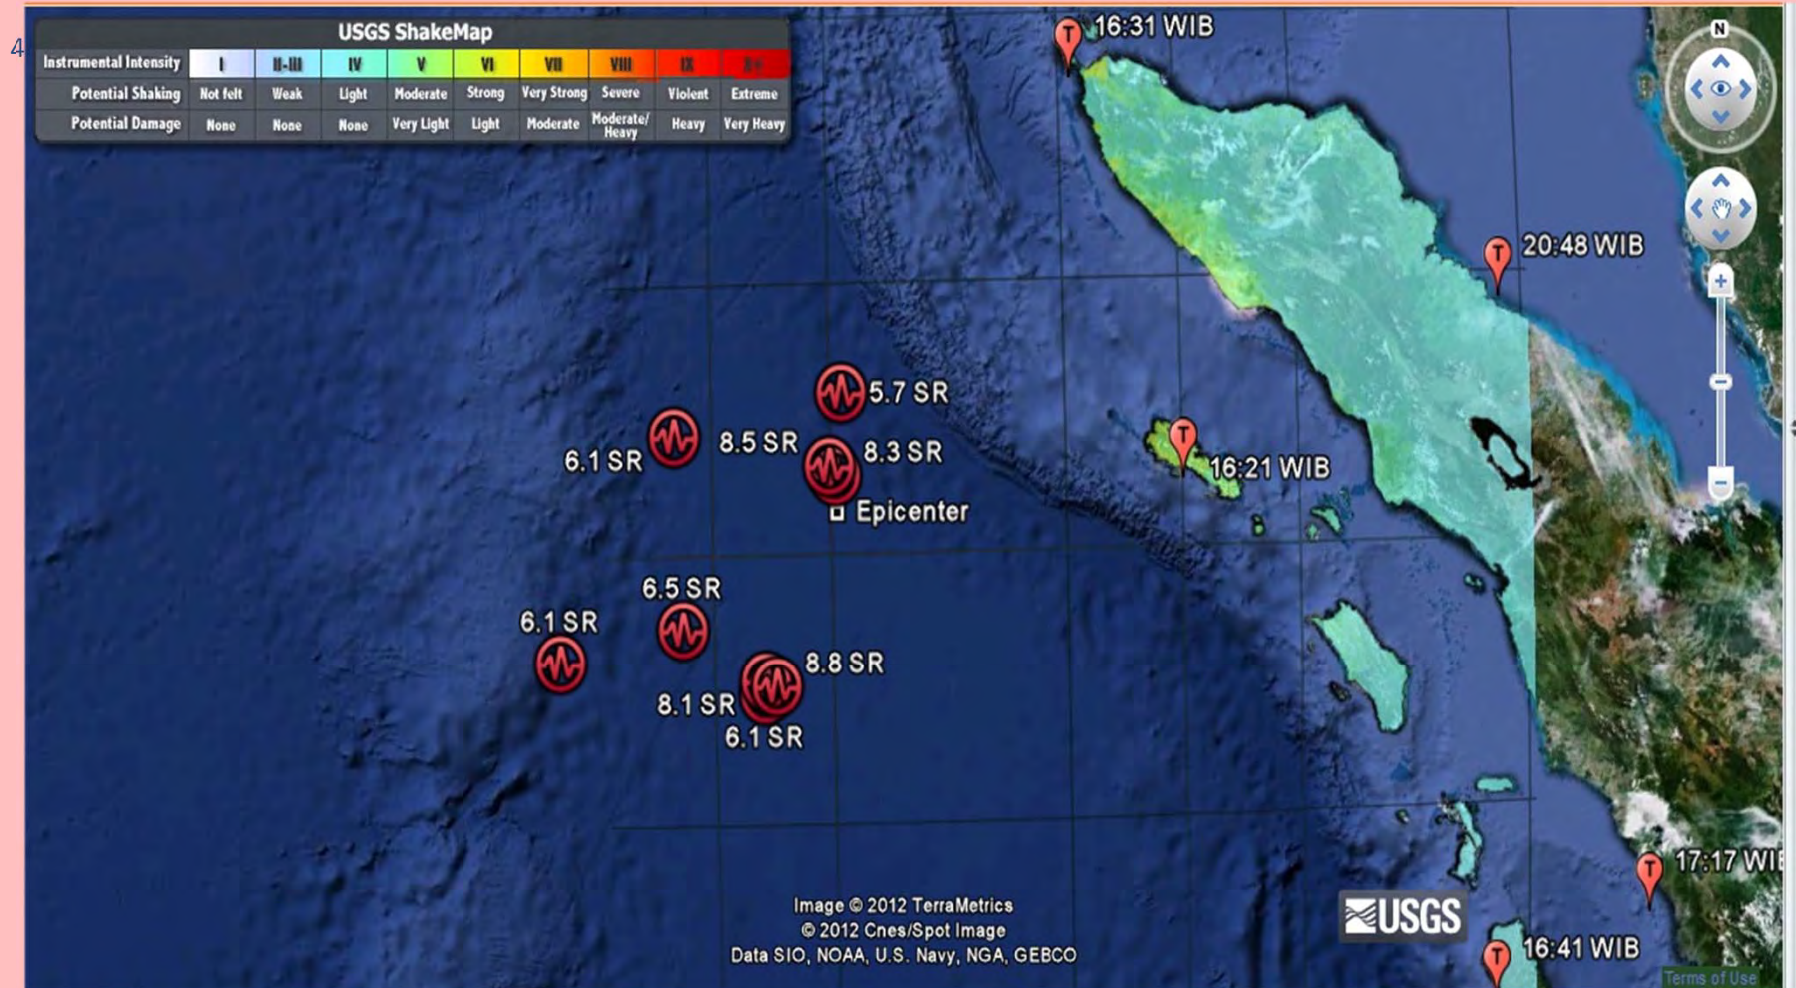 4
USGS ShakeMap
Instrumental Intensity I II-III IV V VI VII VIII IX X+
Potential Shaking Not felt Weak Light Moderate Strong Very Strong Severe Violent Extreme
Potential Damage None None None Very Light Light Moderate Moderate/Heavy Heavy Very Heavy
T 16:31 WIB
N
T 20:48 WIB
5.7 SR
6.1 SR
8.5 SR
8.3 SR
Epicenter
T 16:21 WIB
6.5 SR
6.1 SR
8.8 SR
8.1 SR
6.1 SR
T 17:17 WIB
Image © 2012 TerraMetrics
© 2012 Cnes/Spot Image
Data SIO, NOAA, U.S. Navy, NGA, GEBCO
USGS
T 16:41 WIB
Terms of Use